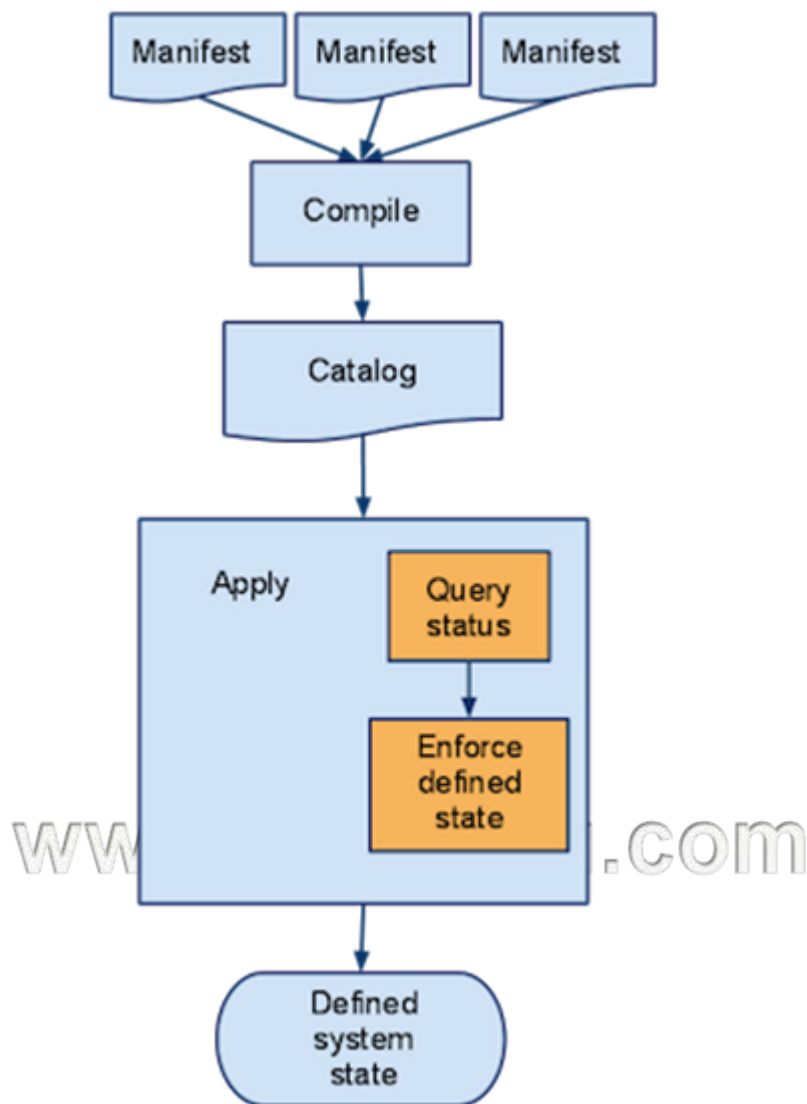 Manifest
Manifest
Manifest
Compile
Catalog
Apply
Query
status
Enforce
defined
state
.com
Defined
system
state